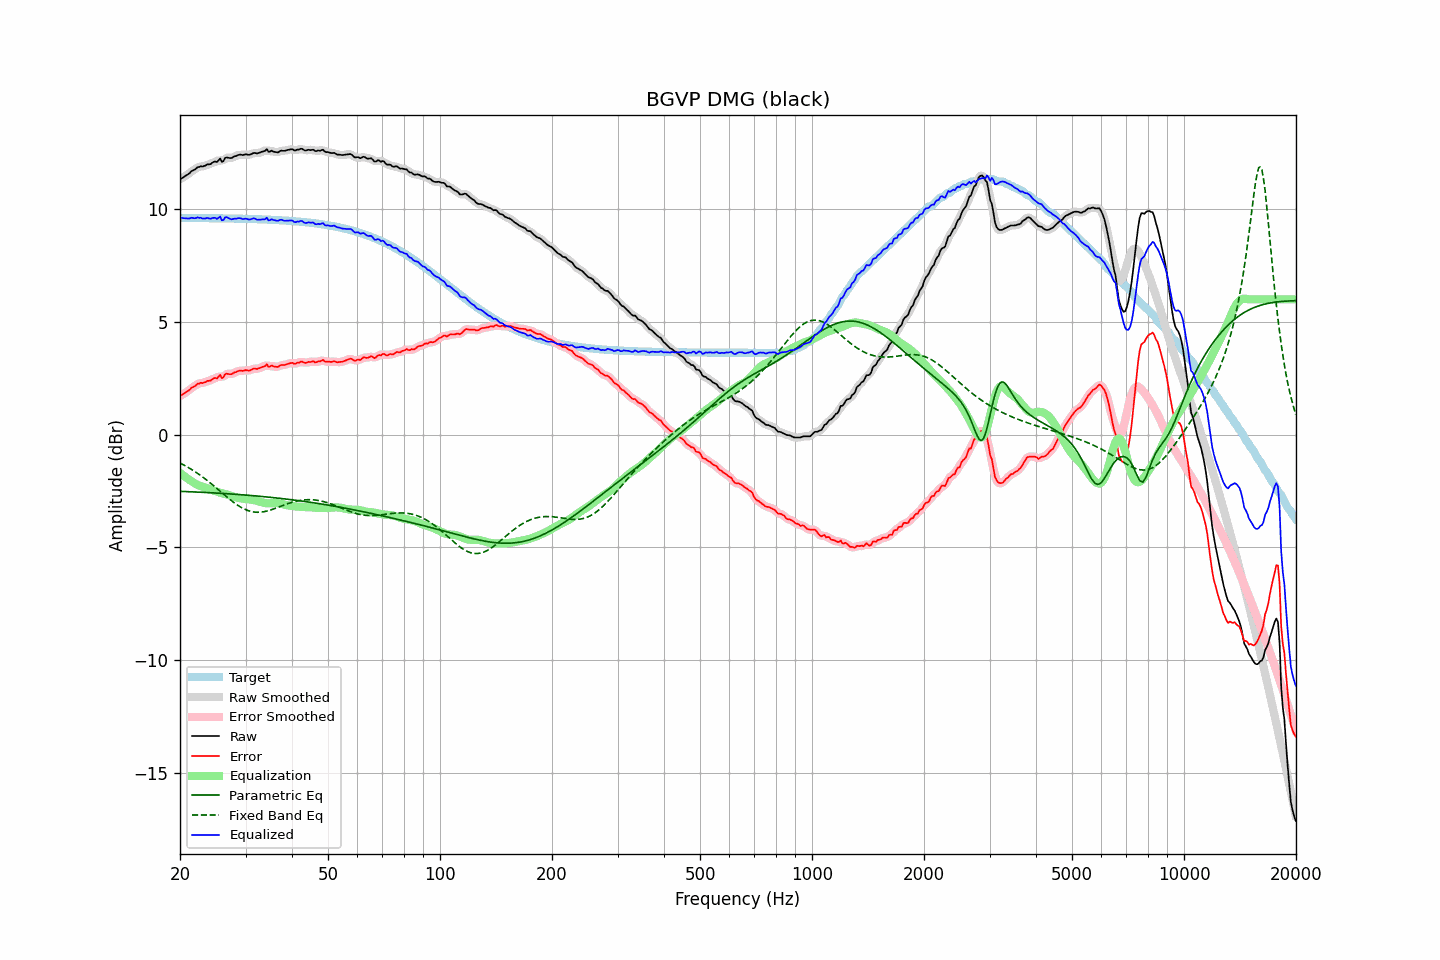 BGVP DMG (black)
Amplitude (dBr)
10
5
0
−5
−10
−15
Target
Raw Smoothed
Error Smoothed
Raw
Error
Equalization
Parametric Eq
Fixed Band Eq
Equalized
20 50 100 200 500 1000 2000 5000 10000 20000
Frequency (Hz)